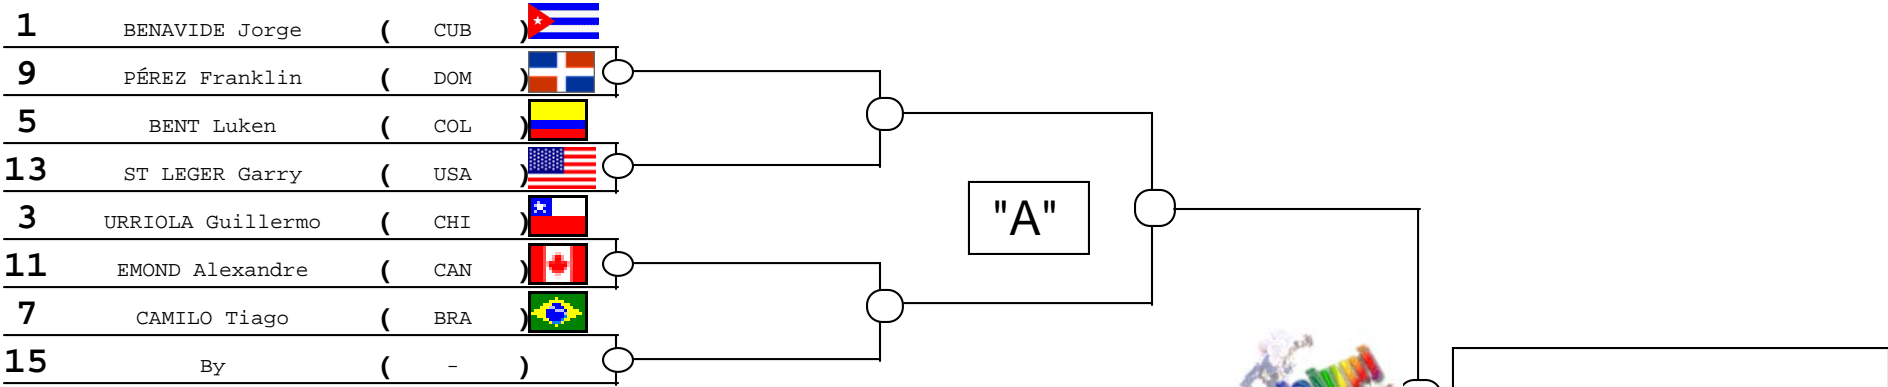 1 BENAVIDE Jorge ( CUB )
9 PÉREZ Franklin ( DOM )
5 BENT Luken ( COL )
13 ST LEGER Garry ( USA )
3 URRIOLA Guillermo ( CHI )
"A"
11 EMOND Alexandre ( CAN )
7 CAMILO Tiago ( BRA )
15 By ( - )